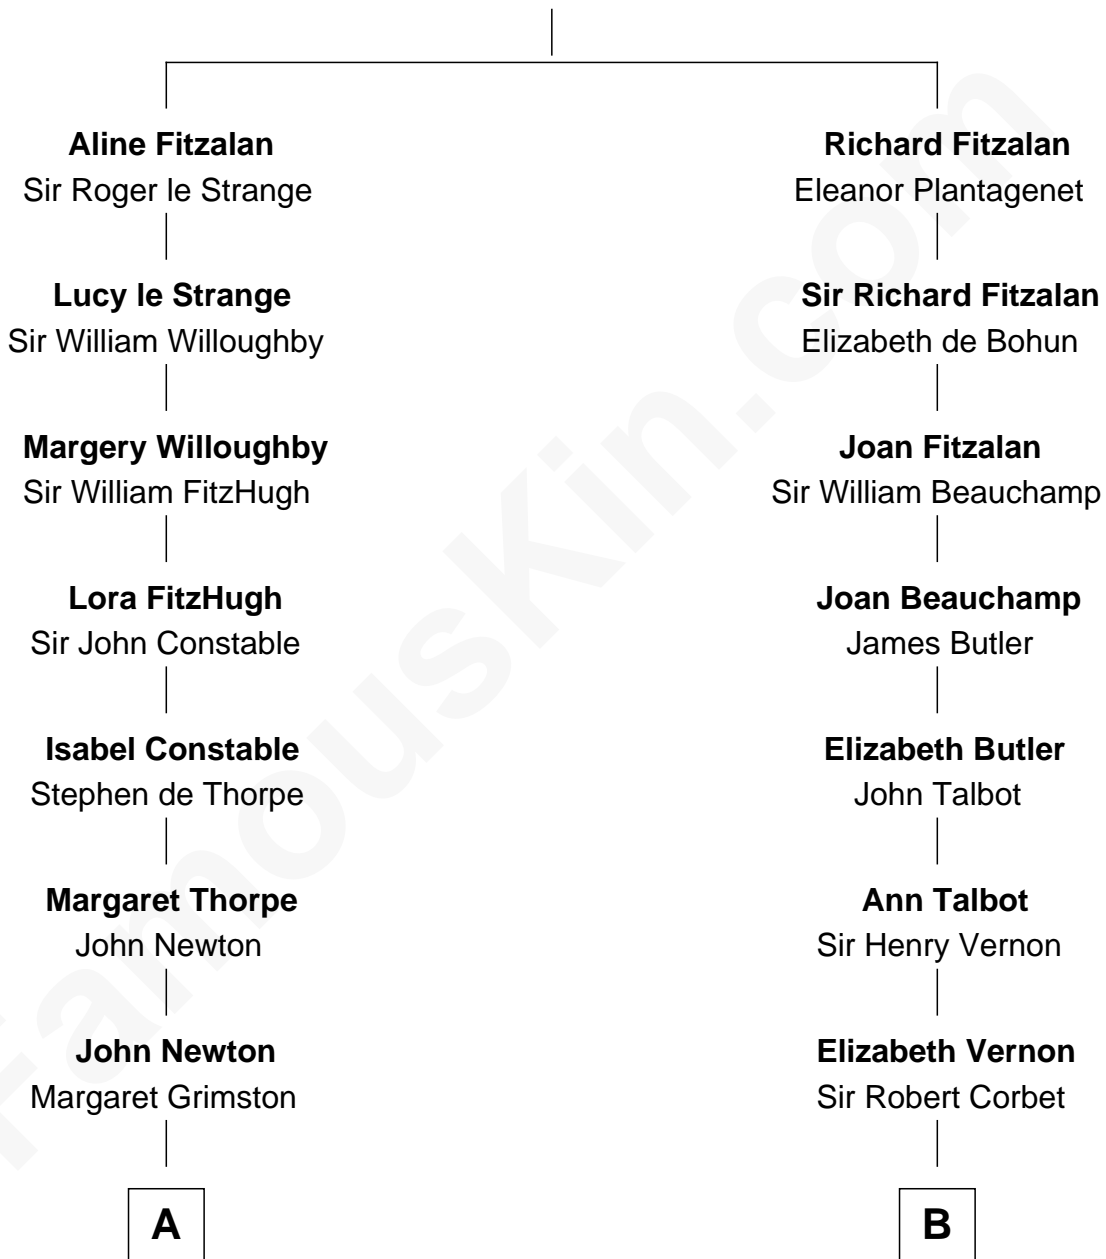 Aline Fitzalan
Sir Roger le Strange
Lucy le Strange
Sir William Willoughby
Margery Willoughby
Sir William FitzHugh
Lora FitzHugh
Sir John Constable
Isabel Constable
Stephen de Thorpe
Margaret Thorpe
John Newton
John Newton
Margaret Grimston
A
Richard Fitzalan
Eleanor Plantagenet
Sir Richard Fitzalan
Elizabeth de Bohun
Joan Fitzalan
Sir William Beauchamp
Joan Beauchamp
James Butler
Elizabeth Butler
John Talbot
Ann Talbot
Sir Henry Vernon
Elizabeth Vernon
Sir Robert Corbet
B
FamousKin.com